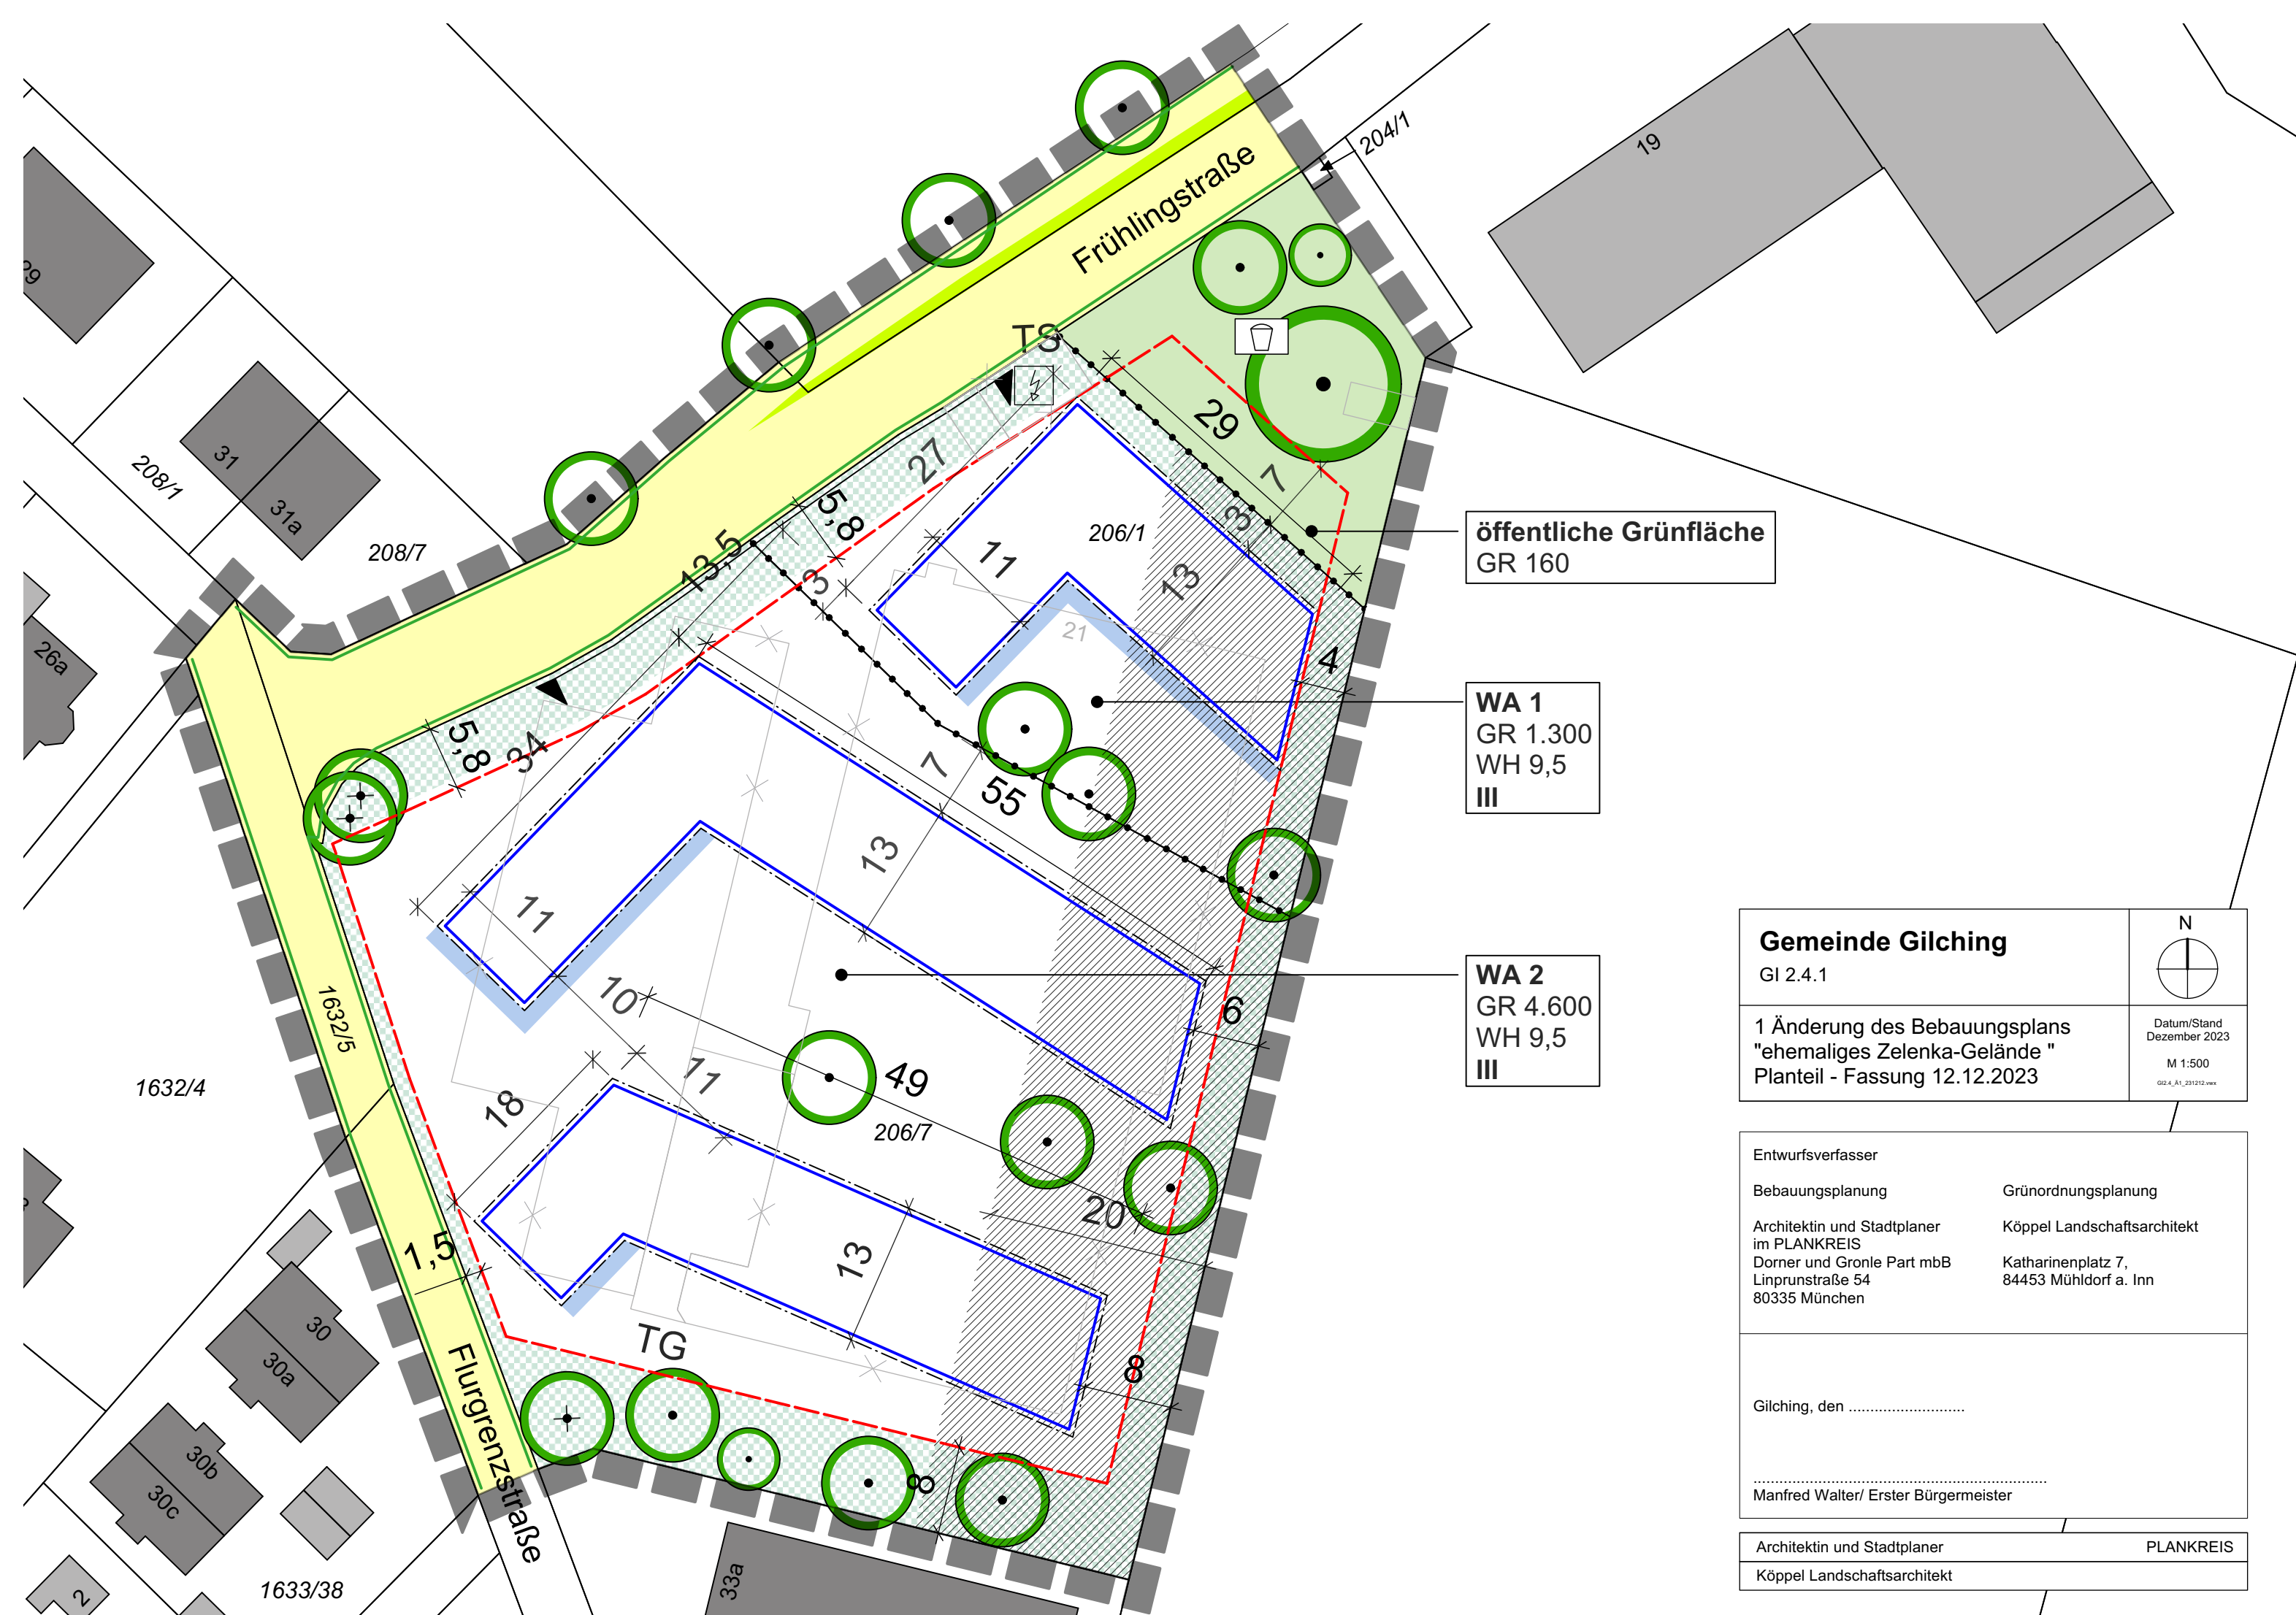 Frühlingstraße
204/1
19
29
TS
29
27
7
31
31a
208/1
208/7
5,8
206/1
3
11
13
13,5
3
21
4
26a
öffentliche Grünfläche
GR 160
WA 1
GR 1.300
WH 9,5
III
5,8
34
7
55
13
11
10
WA 2
GR 4.600
WH 9,5
III
6
1632/5
1632/4
18
11
49
206/7
20
13
1,5
TG
8
8
30
30a
30b
30c
Flurgrenzstraße
1633/38
2
33a
Gemeinde Gilching
GI 2.4.1
N
1 Änderung des Bebauungsplans
"ehemaliges Zelenka-Gelände "
Planteil - Fassung 12.12.2023
Datum/Stand
Dezember 2023
M 1:500
GI2.4_Ä1_231212.vwx
Entwurfsverfasser
Bebauungsplanung
Architektin und Stadtplaner
im PLANKREIS
Dorner und Gronle Part mbB
Linprunstraße 54
80335 München
Grünordnungsplanung
Köppel Landschaftsarchitekt
Katharinenplatz 7,
84453 Mühldorf a. Inn
Gilching, den ..........................
..................................................................
Manfred Walter/ Erster Bürgermeister
Architektin und Stadtplaner PLANKREIS
Köppel Landschaftsarchitekt